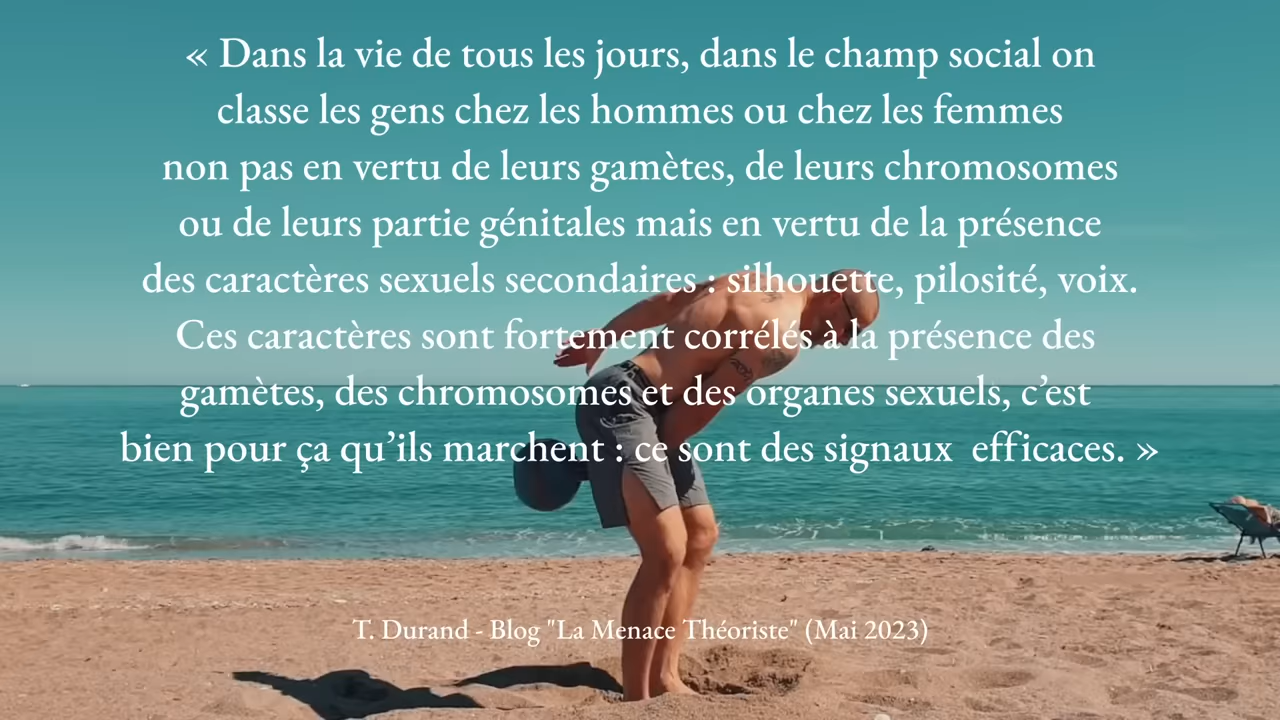 « Dans la vie de tous les jours, dans le champ social on
classe les gens chez les hommes ou chez les femmes
non pas en vertu de leurs gamètes, de leurs chromosomes
ou de leurs partie génitales mais en vertu de la présence
des caractères sexuels secondaires : silhouette, pilosité, voix.
Ces caractères sont fortement corrélés à la présence des
gamètes, des chromosomes et des organes sexuels, c’est
bien pour ça qu’ils marchent : ce sont des signaux  efficaces. »
T. Durand - Blog "La Menace Théoriste" (Mai 2023)